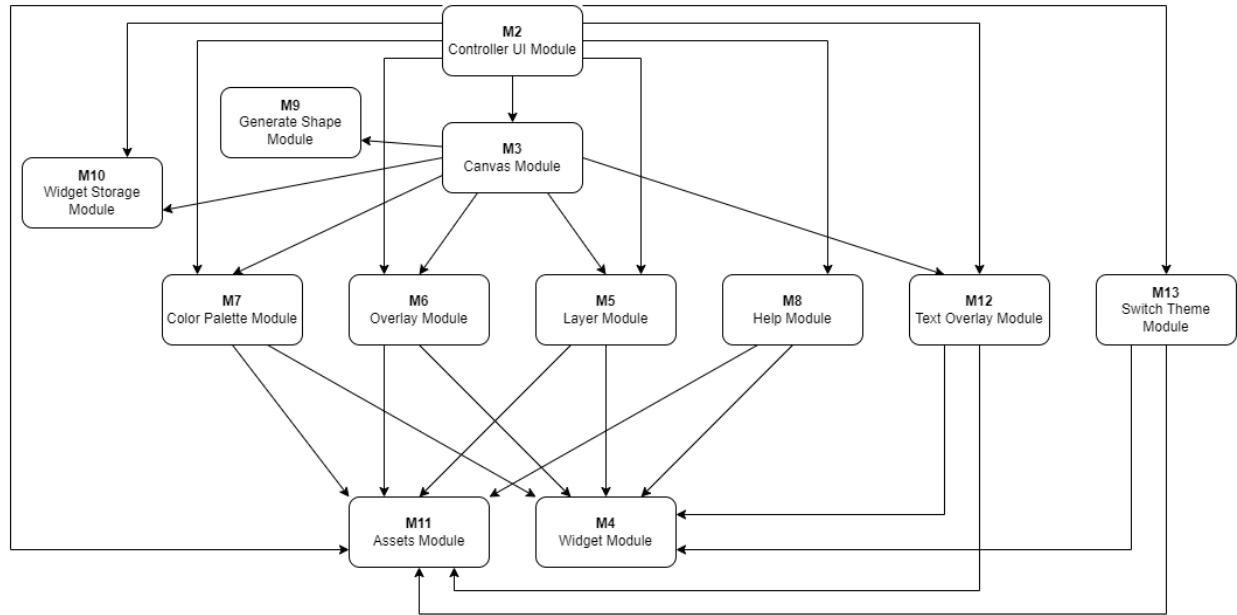 M2
Controller UI Module
M9
Generate Shape
Module
M3
Canvas Module
M10
Widget Storage
Module
M7
Color Palette Module
M6
Overlay Module
M5
Layer Module
M8
Help Module
M12
Text Overlay Module
M13
Switch Theme
Module
M11
Assets Module
M4
Widget Module